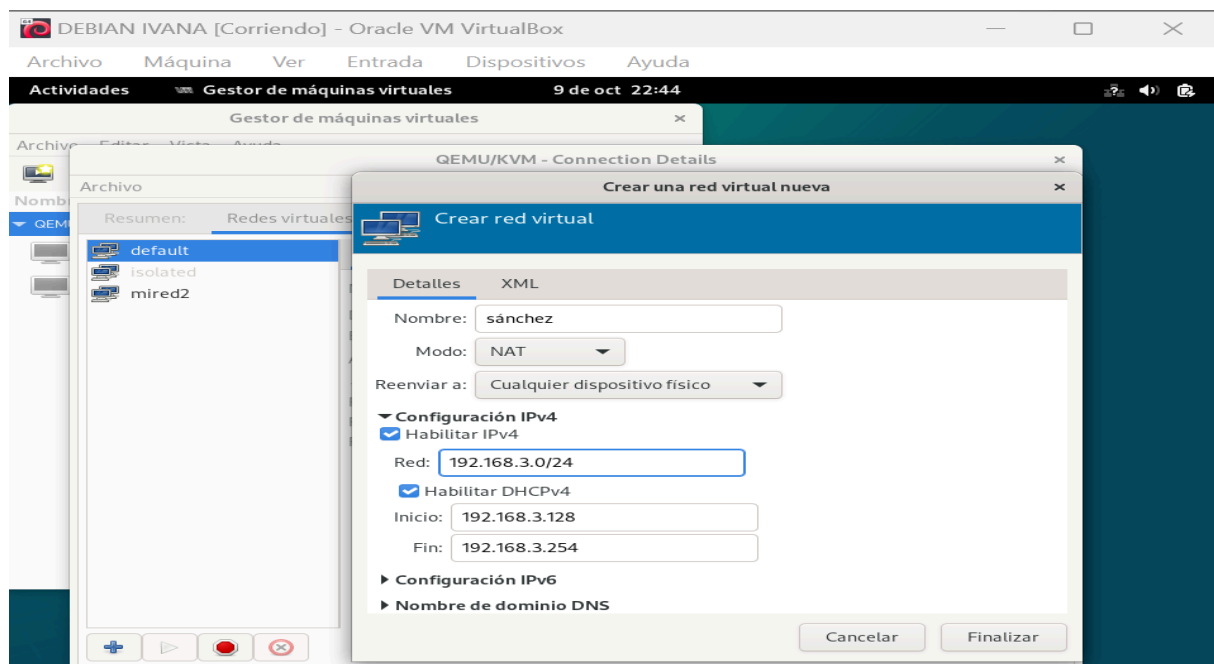 DEBIAN IVANA [Corriendo] - Oracle VM VirtualBox
Archivo Máquina Ver Entrada Dispositivos Ayuda
Actividades Gestor de máquinas virtuales 9 de oct 22:44
Gestor de máquinas virtuales
Archivo Editar Vista Ayuda
QEMU/KVM - Connection Details
Archivo
Crear una red virtual nueva
Resumen: Redes virtuales
Crear red virtual
default
isolated
mired2
Detalles XML
Nombre: sánchez
Modo: NAT
Reenviar a: Cualquier dispositivo físico
Configuración IPv4
Habilitar IPv4
Red: 192.168.3.0/24
Habilitar DHCPv4
Inicio: 192.168.3.128
Fin: 192.168.3.254
Configuración IPv6
Nombre de dominio DNS
Cancelar Finalizar